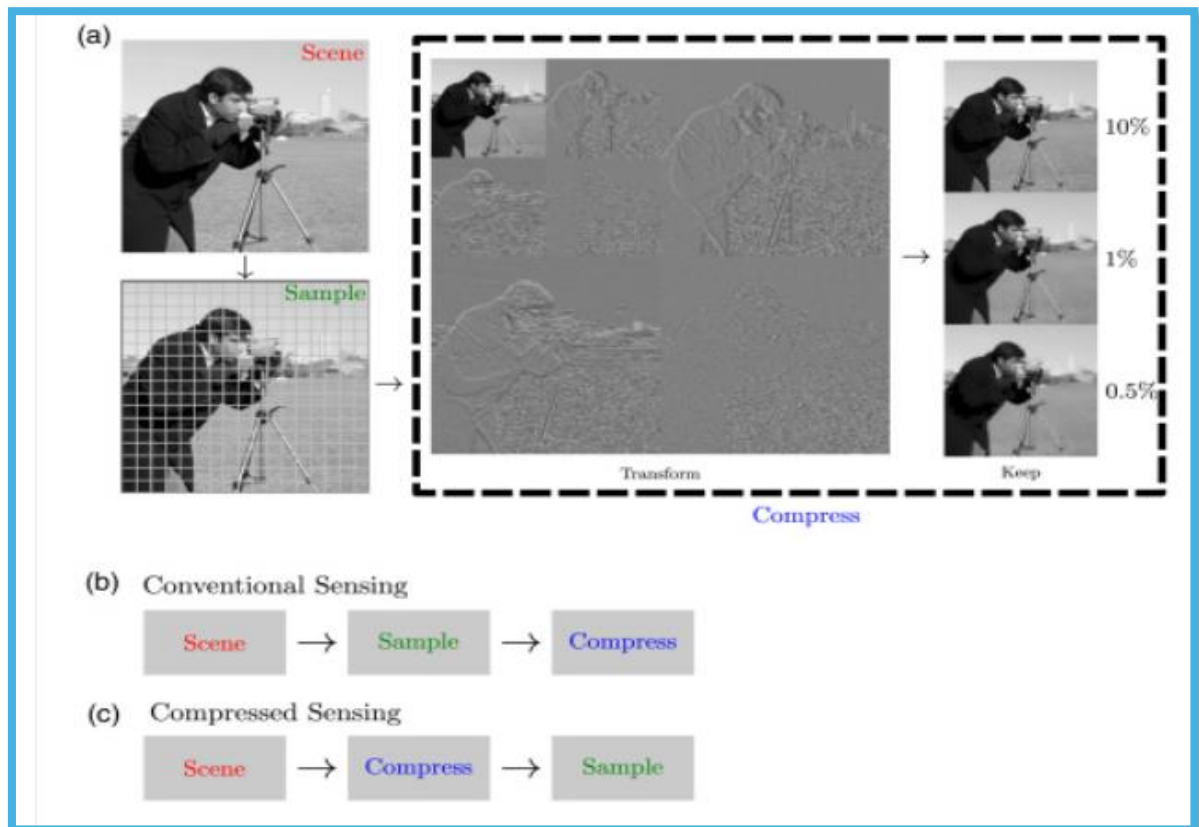 (a)
Scene
Sample
10%
1%
0.5%
Transform
Keep
Compress
(b) Conventional Sensing
Scene → Sample → Compress
(c) Compressed Sensing
Scene → Compress → Sample